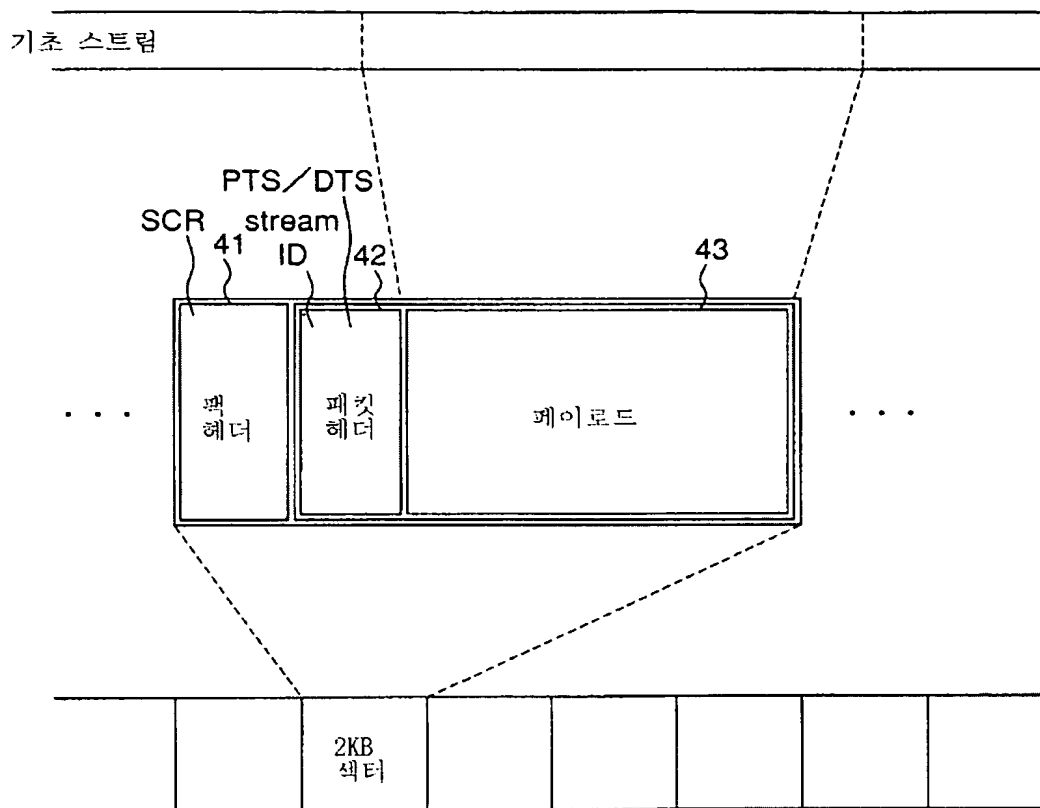 기초 스트림
PTS/DTS
SCR
41
stream
ID
42
43
팩
헤더
패킷
헤더
페이로드
2KB
섹터